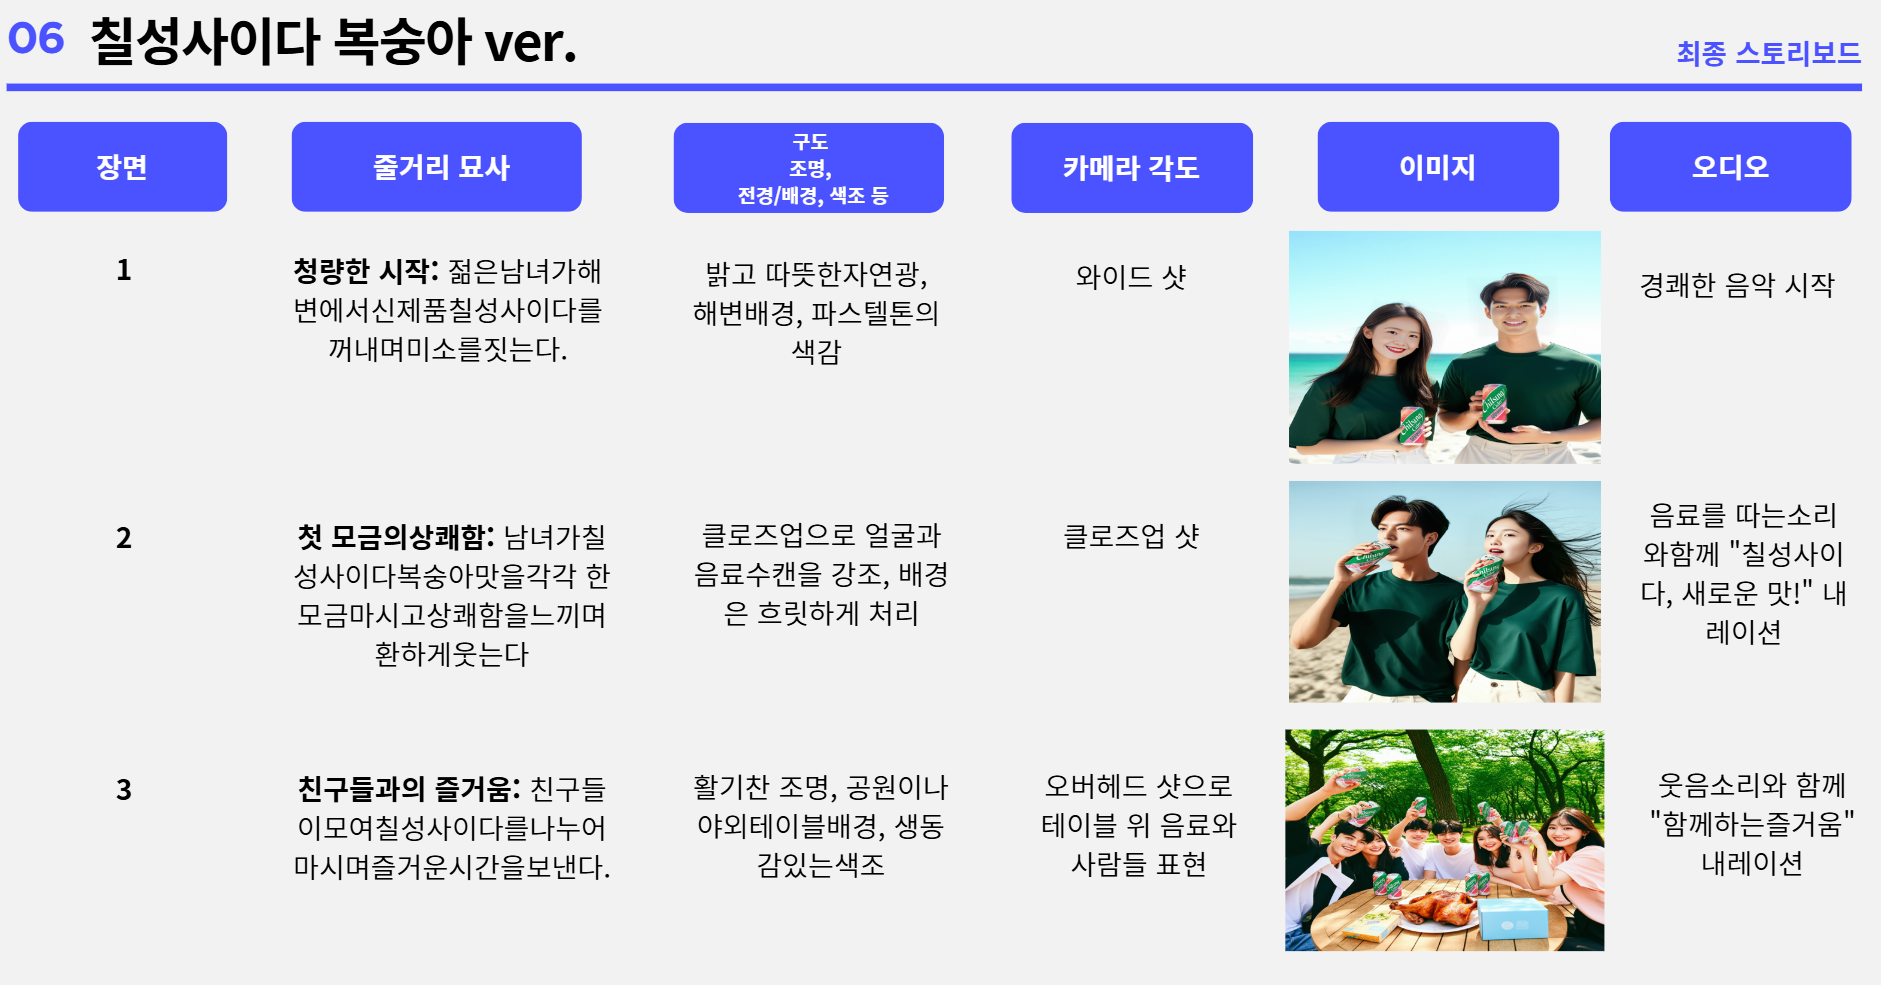 06 칠성사이다 복숭아 ver.
최종 스토리보드
장면
줄거리 묘사
구도
조명,
전경/배경, 색조 등
카메라 각도
이미지
오디오
1
청량한 시작: 젊은남녀가해
변에서신제품칠성사이다를
꺼내며미소를짓는다.
밝고 따뜻한자연광,
해변배경, 파스텔톤의
색감
와이드 샷
Chilsung
Chilsung
경쾌한 음악 시작
2
첫 모금의상쾌함: 남녀가칠
성사이다복숭아맛을각각 한
모금마시고상쾌함을느끼며
환하게웃는다
클로즈업으로 얼굴과
음료수캔을 강조, 배경
은 흐릿하게 처리
클로즈업 샷
Chilsung
Chilsung
음료를 따는소리
와함께 "칠성사이
다, 새로운 맛!" 내
레이션
3
친구들과의 즐거움: 친구들
이모여칠성사이다를나누어
마시며즐거운시간을보낸다.
활기찬 조명, 공원이나
야외테이블배경, 생동
감있는색조
오버헤드 샷으로
테이블 위 음료와
사람들 표현
웃음소리와 함께
"함께하는즐거움"
내레이션